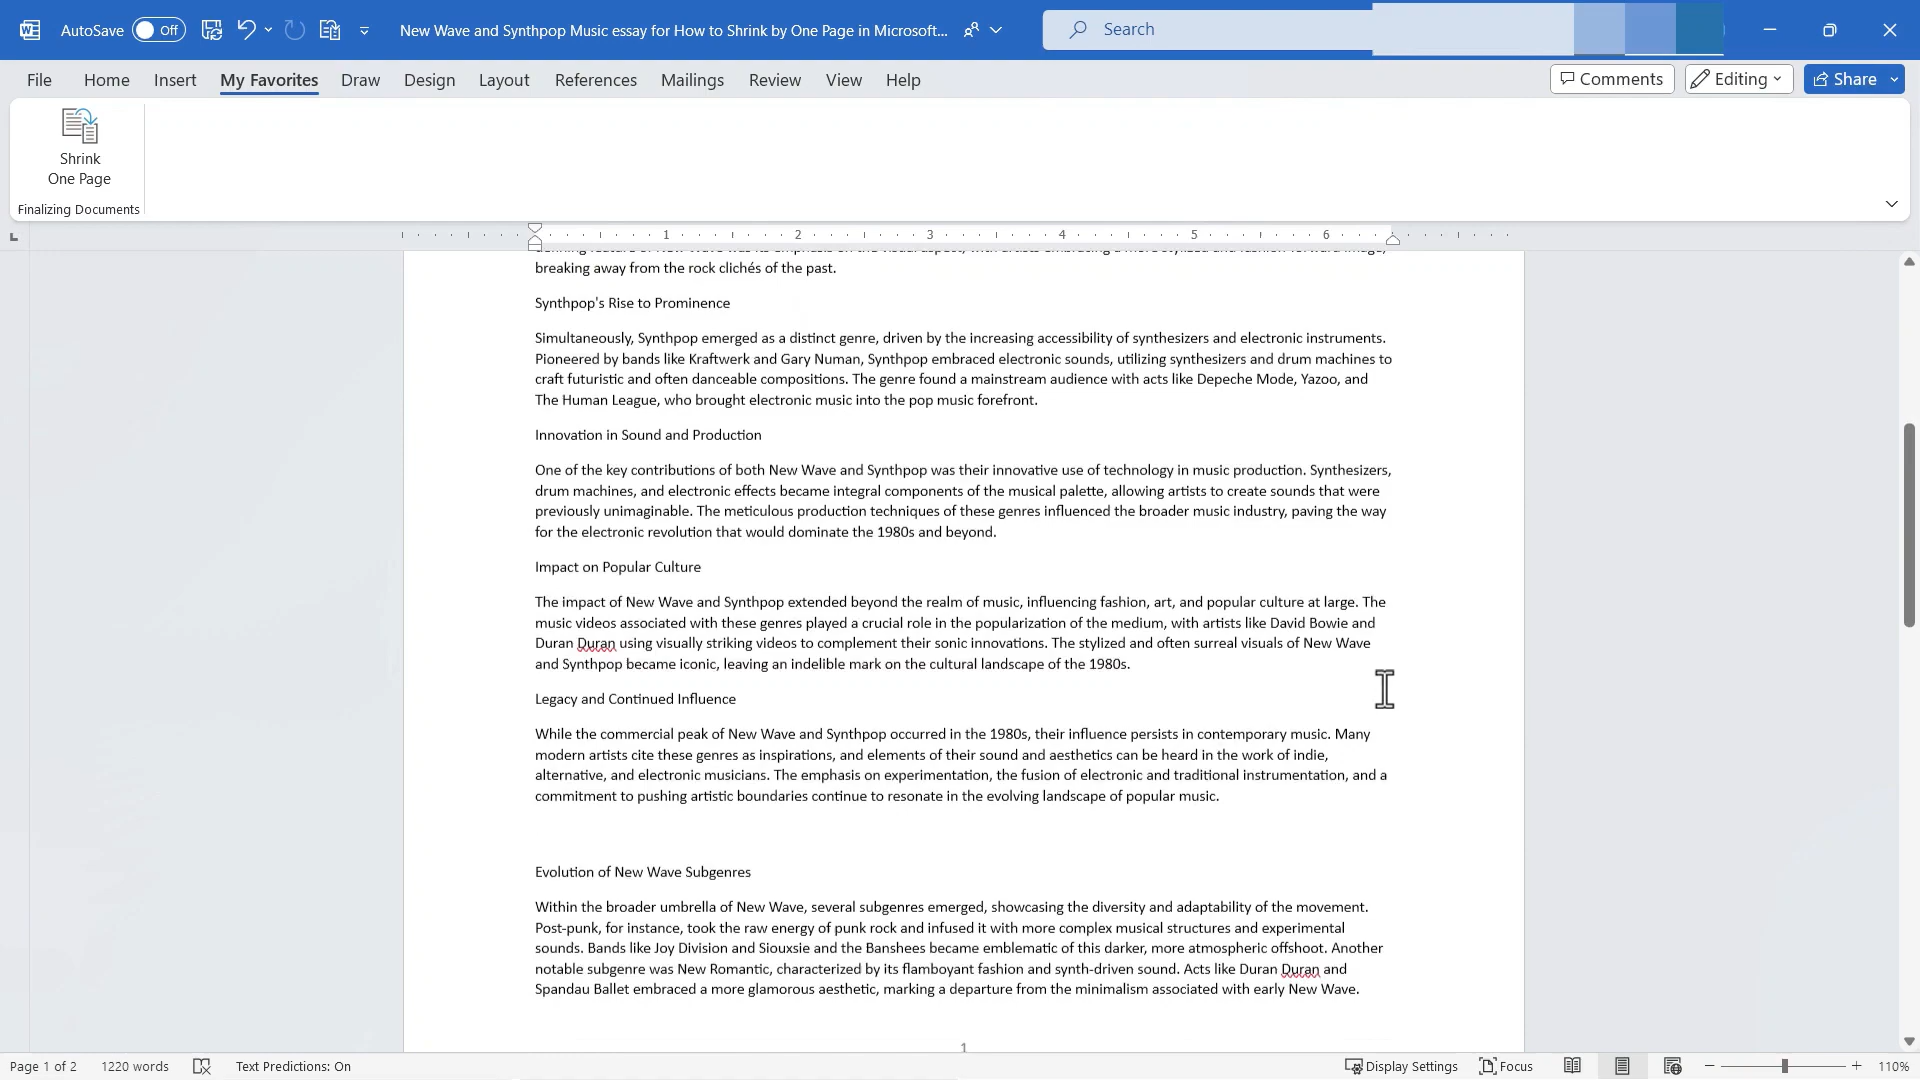 AutoSave Off New Wave and Synthpop Music essay for How to Shrink by One Page in Microsoft... Search
File Home Insert My Favorites Draw Design Layout References Mailings Review View Help Comments Editing Share
Shrink
One Page
Finalizing Documents
1 2 3 4 5 6
breaking away from the rock clichés of the past.
Synthpop's Rise to Prominence
Simultaneously, Synthpop emerged as a distinct genre, driven by the increasing accessibility of synthesizers and electronic instruments.
Pioneered by bands like Kraftwerk and Gary Numan, Synthpop embraced electronic sounds, utilizing synthesizers and drum machines to
craft futuristic and often danceable compositions. The genre found a mainstream audience with acts like Depeche Mode, Yazoo, and
The Human League, who brought electronic music into the pop music forefront.
Innovation in Sound and Production
One of the key contributions of both New Wave and Synthpop was their innovative use of technology in music production. Synthesizers,
drum machines, and electronic effects became integral components of the musical palette, allowing artists to create sounds that were
previously unimaginable. The meticulous production techniques of these genres influenced the broader music industry, paving the way
for the electronic revolution that would dominate the 1980s and beyond.
Impact on Popular Culture
The impact of New Wave and Synthpop extended beyond the realm of music, influencing fashion, art, and popular culture at large. The
music videos associated with these genres played a crucial role in the popularization of the medium, with artists like David Bowie and
Duran Duran using visually striking videos to complement their sonic innovations. The stylized and often surreal visuals of New Wave
and Synthpop became iconic, leaving an indelible mark on the cultural landscape of the 1980s.
Legacy and Continued Influence
While the commercial peak of New Wave and Synthpop occurred in the 1980s, their influence persists in contemporary music. Many
modern artists cite these genres as inspirations, and elements of their sound and aesthetics can be heard in the work of indie,
alternative, and electronic musicians. The emphasis on experimentation, the fusion of electronic and traditional instrumentation, and a
commitment to pushing artistic boundaries continue to resonate in the evolving landscape of popular music.
Evolution of New Wave Subgenres
Within the broader umbrella of New Wave, several subgenres emerged, showcasing the diversity and adaptability of the movement.
Post-punk, for instance, took the raw energy of punk rock and infused it with more complex musical structures and experimental
sounds. Bands like Joy Division and Siouxsie and the Banshees became emblematic of this darker, more atmospheric offshoot. Another
notable subgenre was New Romantic, characterized by its flamboyant fashion and synth-driven sound. Acts like Duran Duran and
Spandau Ballet embraced a more glamorous aesthetic, marking a departure from the minimalism associated with early New Wave.
1
Page 1 of 2 1220 words Text Predictions: On Display Settings Focus 110%